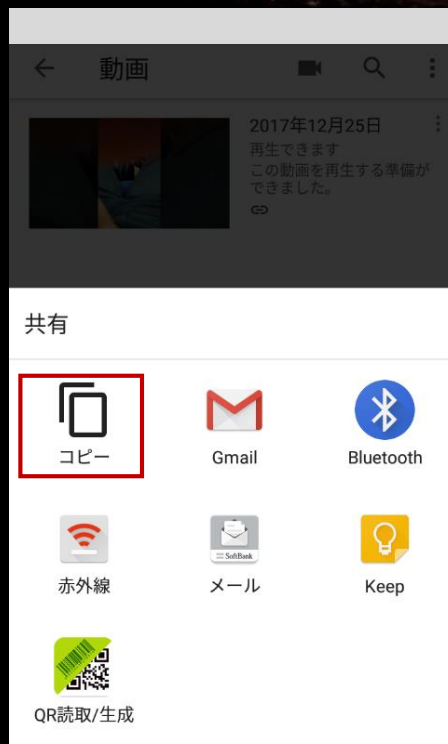 動画
2017年12月25日
再生できます
この動画を再生する準備が
できました。
共有
コピー
Gmail
Bluetooth
赤外線
SoftBank
メール
Keep
QR読取/生成